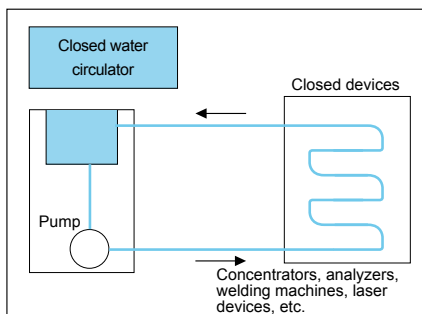 Closed water
circulator
Closed devices
Pump
Concentrators, analyzers,
welding machines, laser
devices, etc.